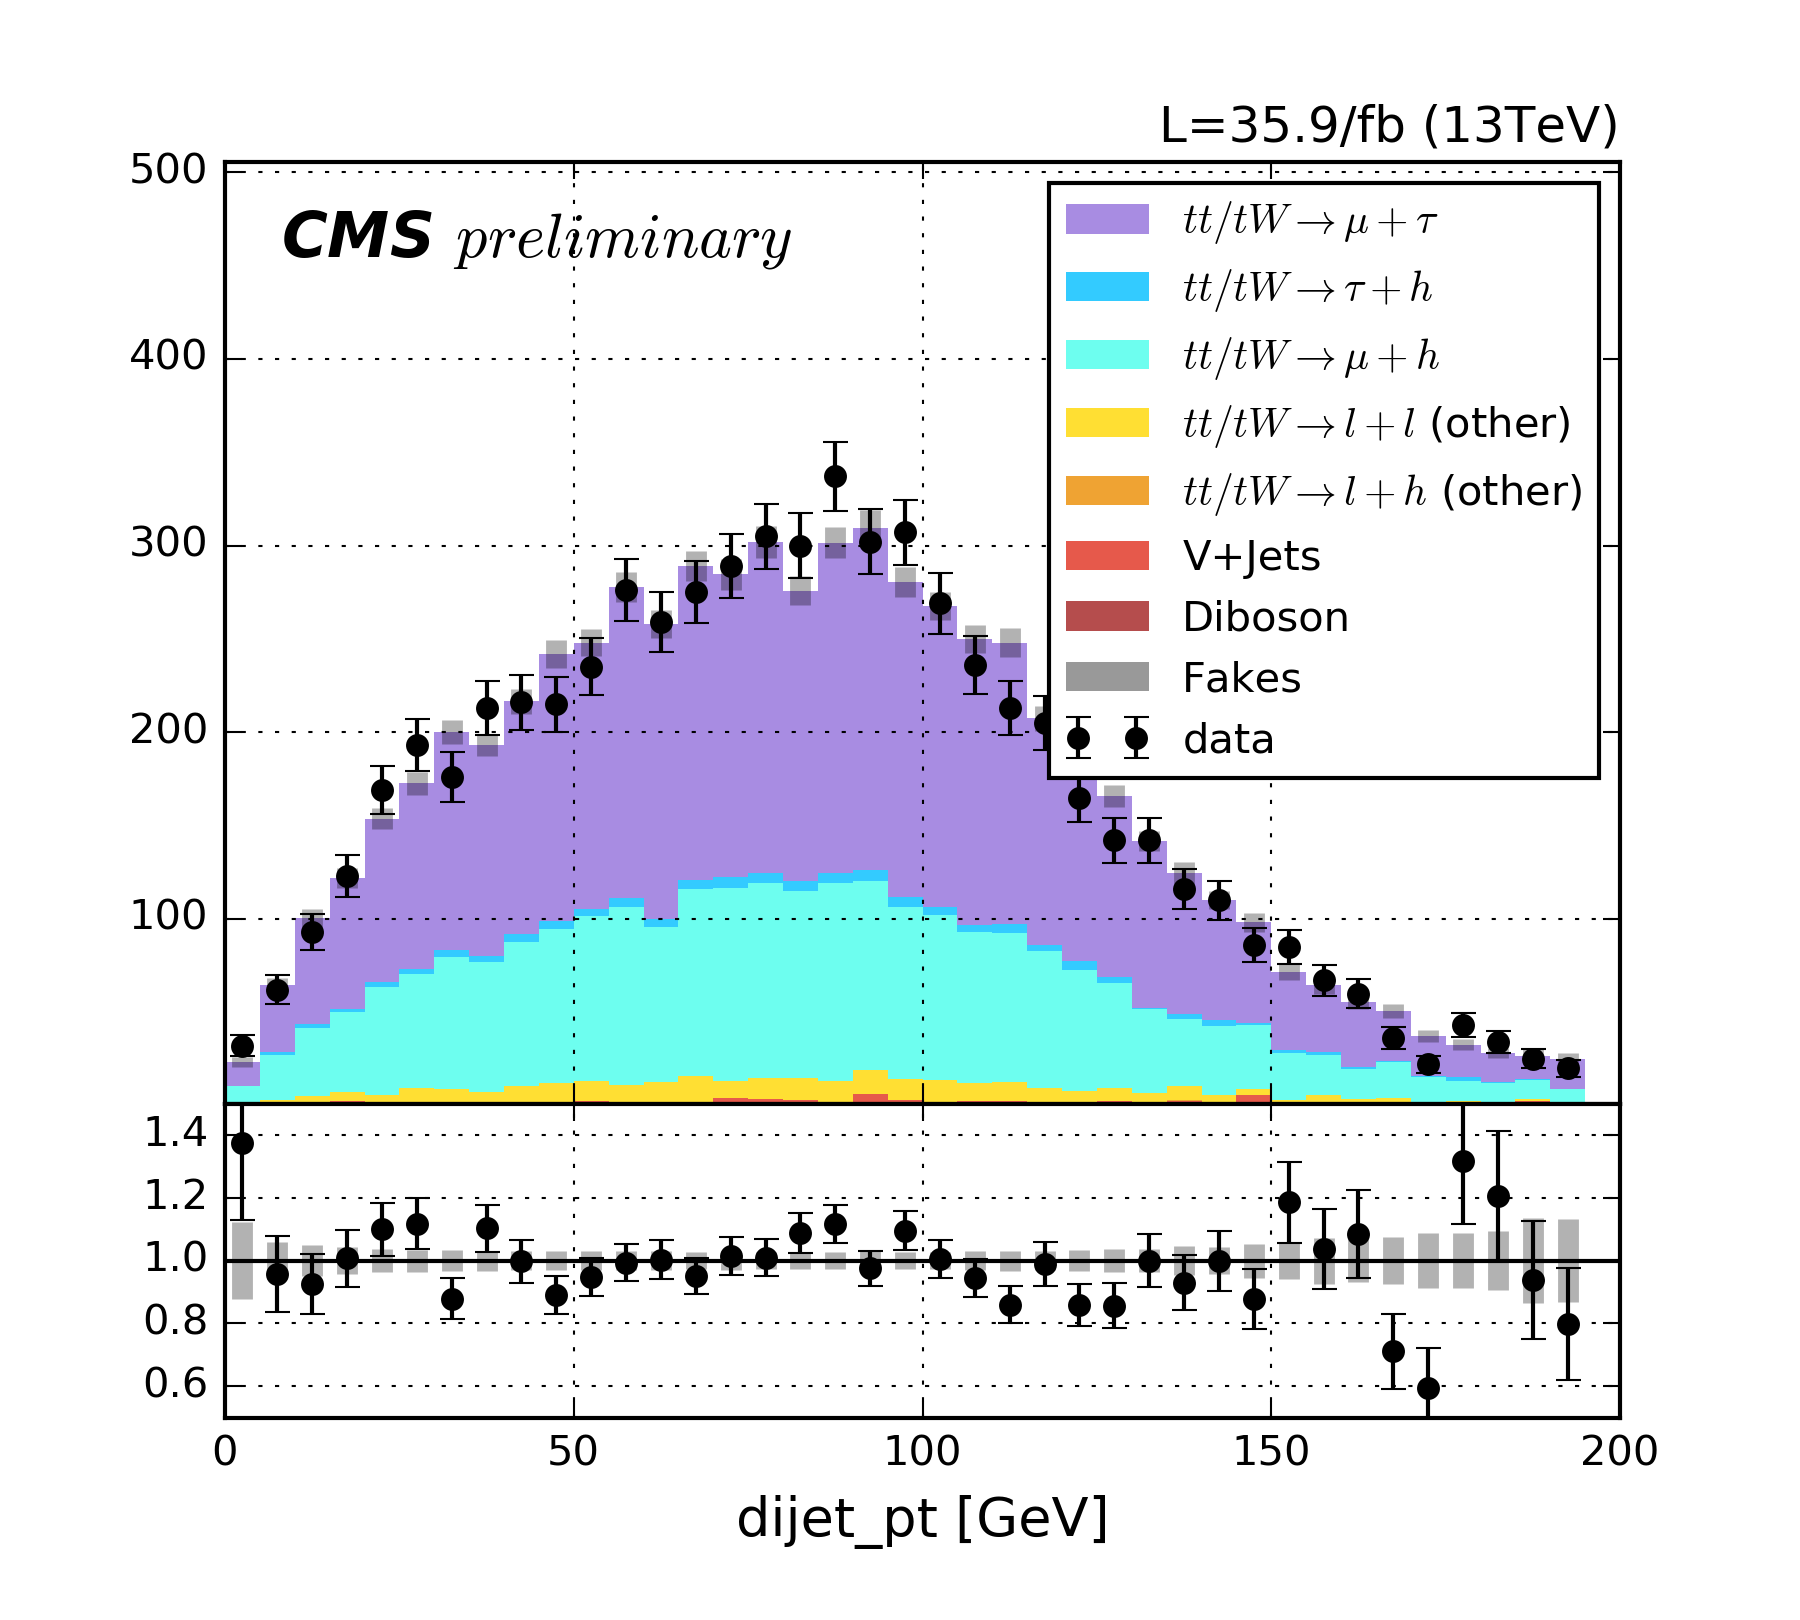 L=35.9/fb (13TeV)
CMS preliminary
500
400
300
200
100
tt/tW→μ+τ
tt/tW→τ+h
tt/tW→μ+h
tt/tW→l+l (other)
tt/tW→l+h (other)
V+Jets
Diboson
Fakes
data
1.4
1.2
1.0
0.8
0.6
0 50 100 150 200
dijet_pt [GeV]